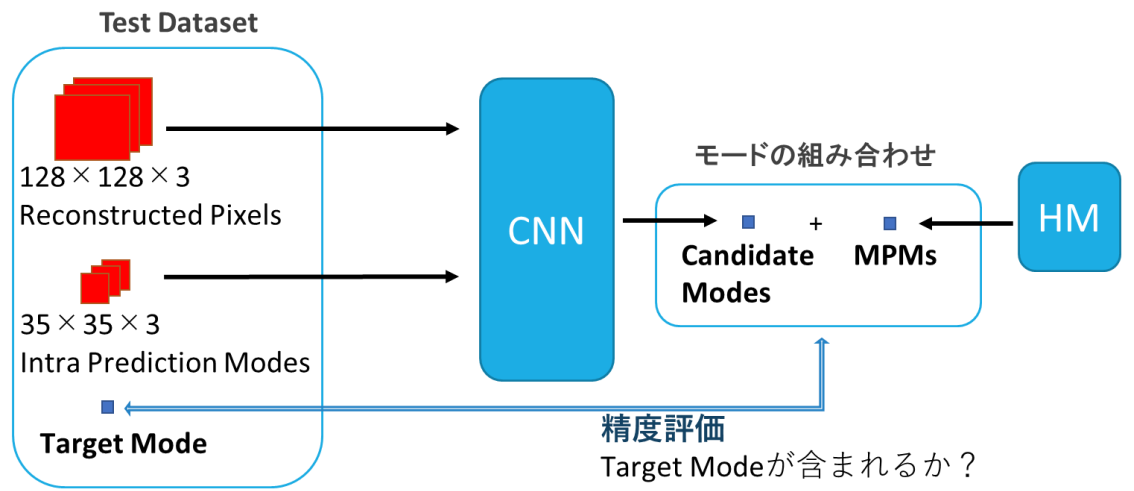 Test Dataset
128×128×3
Reconstructed Pixels
35×35×3
Intra Prediction Modes
Target Mode
CNN
モードの組み合わせ
+
Candidate
Modes
MPMs
HM
精度評価
Target Modeが含まれるか？